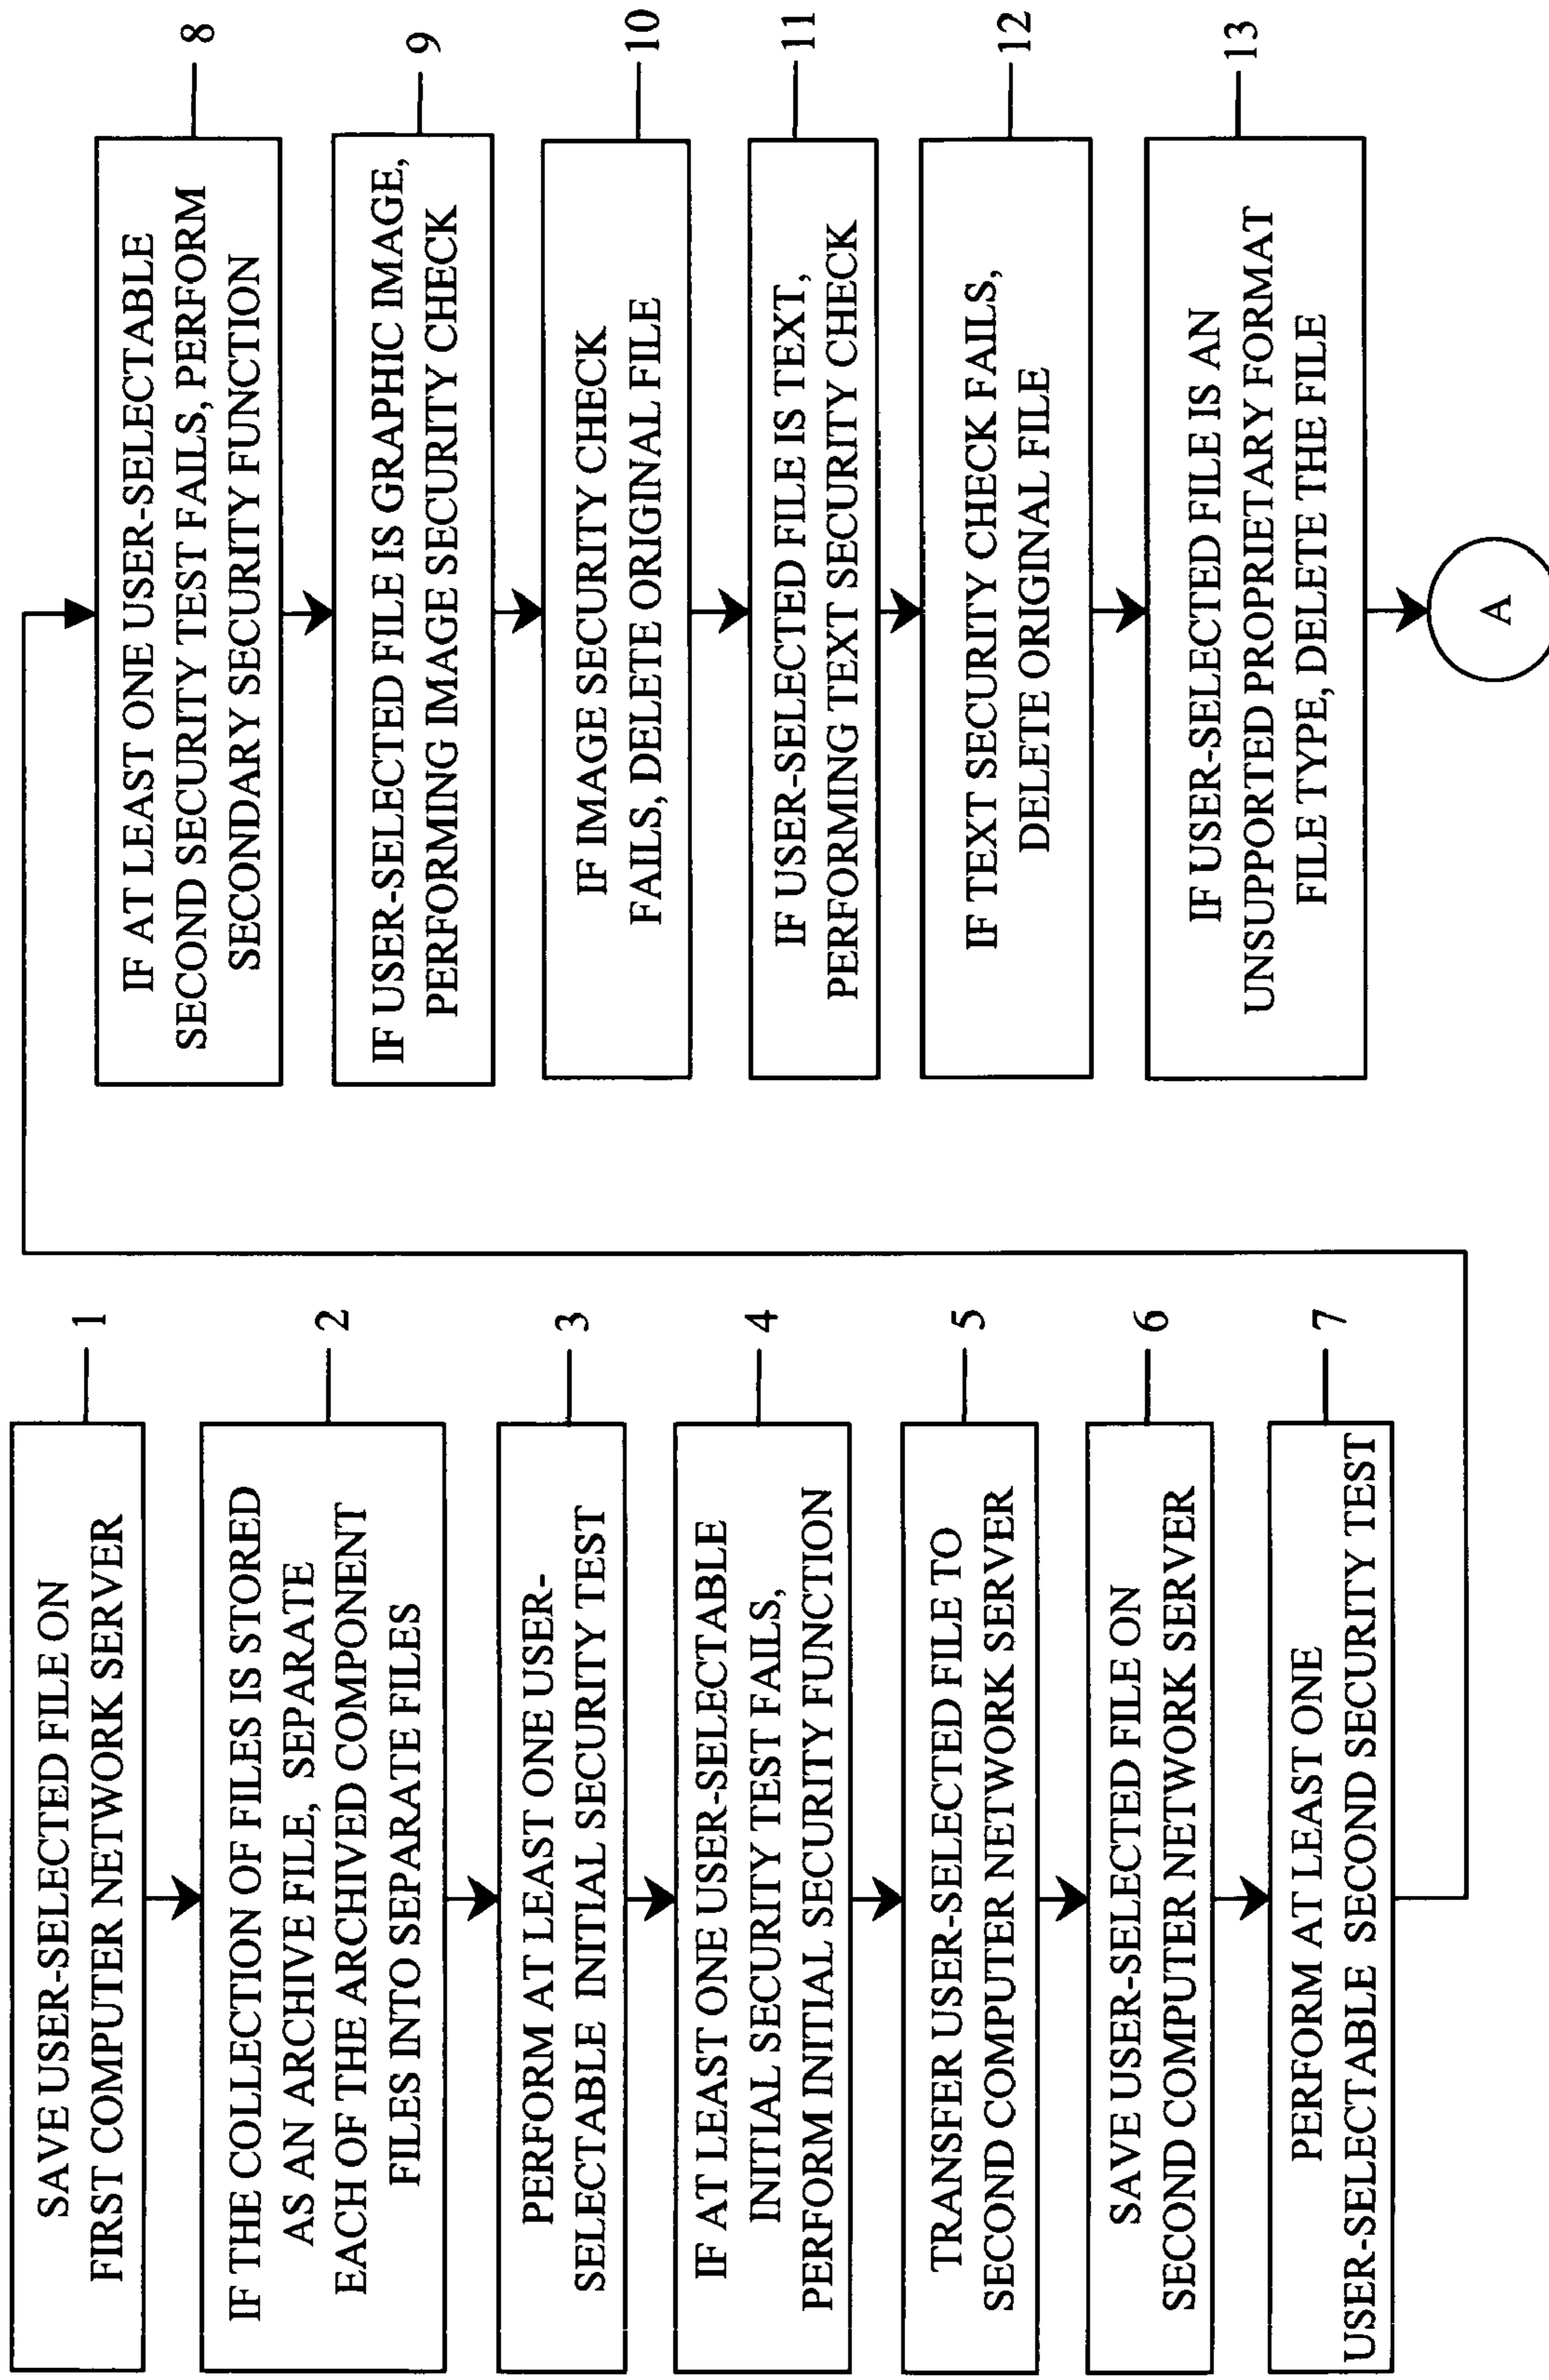 SAVE USER-SELECTED FILE ON
FIRST COMPUTER NETWORK SERVER
1
IF THE COLLECTION OF FILES IS STORED
AS AN ARCHIVE FILE, SEPARATE
EACH OF THE ARCHIVED COMPONENT
FILES INTO SEPARATE FILES
2
PERFORM AT LEAST ONE USER-
SELECTABLE INITIAL SECURITY TEST
3
IF AT LEAST ONE USER-SELECTABLE
INITIAL SECURITY TEST FAILS,
PERFORM INITIAL SECURITY FUNCTION
4
TRANSFER USER-SELECTED FILE TO
SECOND COMPUTER NETWORK SERVER
5
SAVE USER-SELECTED FILE ON
SECOND COMPUTER NETWORK SERVER
6
PERFORM AT LEAST ONE
USER-SELECTABLE SECOND SECURITY TEST
7
IF AT LEAST ONE USER-SELECTABLE
SECOND SECURITY TEST FAILS, PERFORM
SECONDARY SECURITY FUNCTION
8
IF USER-SELECTED FILE IS GRAPHIC IMAGE,
PERFORMING IMAGE SECURITY CHECK
9
IF IMAGE SECURITY CHECK
FAILS, DELETE ORIGINAL FILE
10
IF USER-SELECTED FILE IS TEXT,
PERFORMING TEXT SECURITY CHECK
11
IF TEXT SECURITY CHECK FAILS,
DELETE ORIGINAL FILE
12
IF USER-SELECTED FILE IS AN
UNSUPPORTED PROPRIETARY FORMAT
FILE TYPE, DELETE THE FILE
13
A